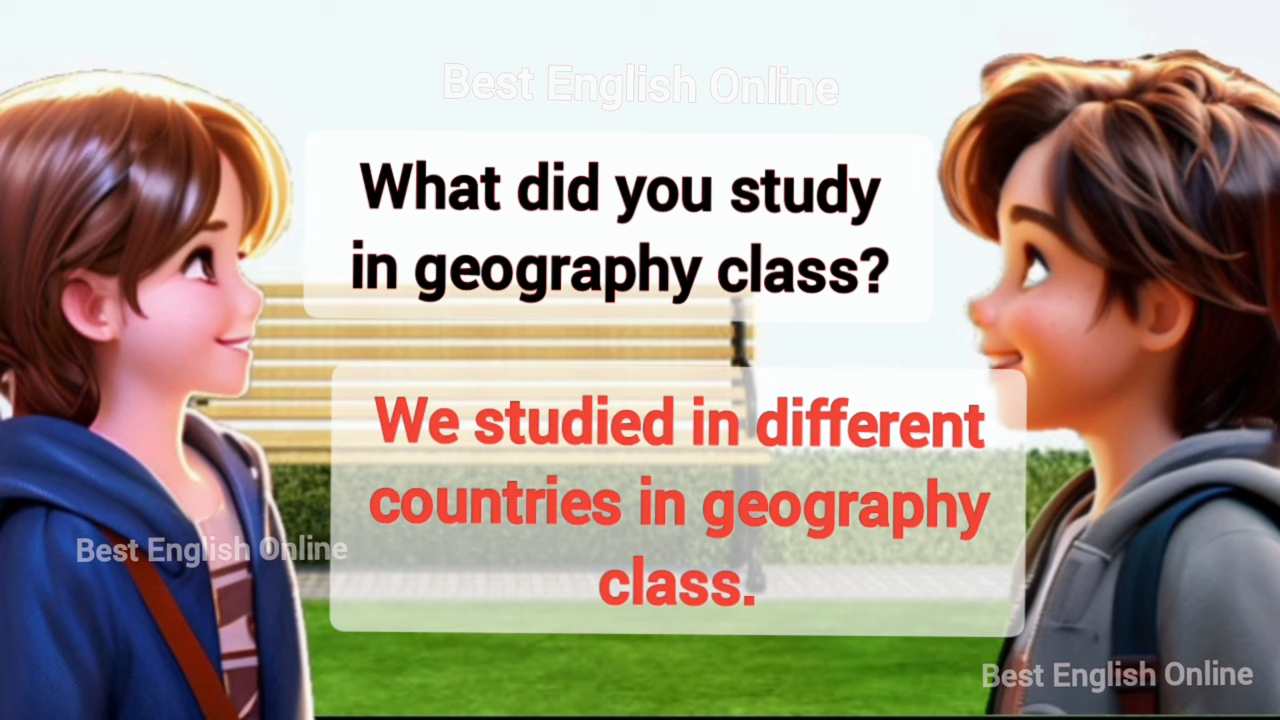 Best English Online
What did you study
in geography class?
We studied in different
countries in geography
class.
Best English Online
Best English Online